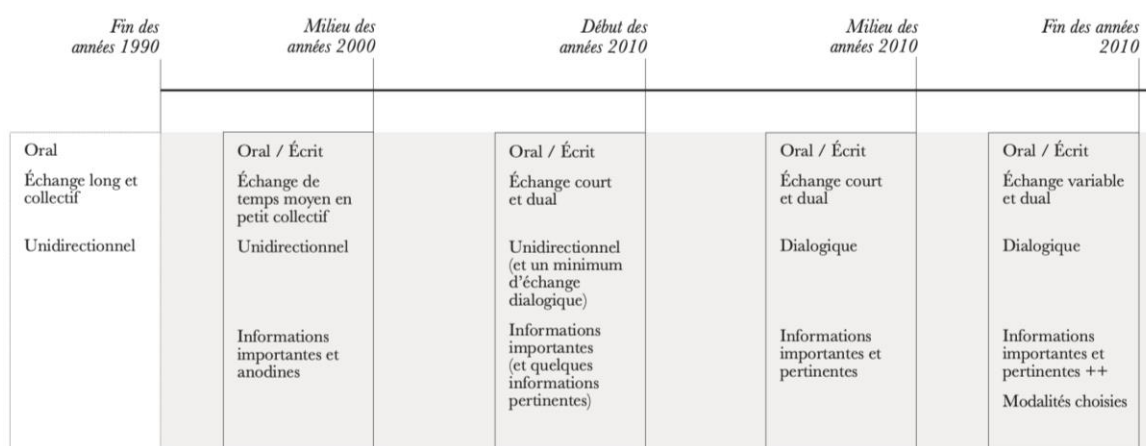 Fin des
années 1990
Milieu des
années 2000
Début des
années 2010
Milieu des
années 2010
Fin des années
2010
Oral
Échange long et
collectif
Unidirectionnel
Oral / Écrit
Échange de
temps moyen en
petit collectif
Unidirectionnel
Informations
importantes et
anodines
Oral / Écrit
Échange court
et dual
Unidirectionnel
(et un minimum
d'échange
dialogique)
Informations
importantes
(et quelques
informations
pertinentes)
Oral / Écrit
Échange court
et dual
Dialogique
Informations
importantes et
pertinentes
Oral / Écrit
Échange variable
et dual
Dialogique
Informations
importantes et
pertinentes ++
Modalités choisies